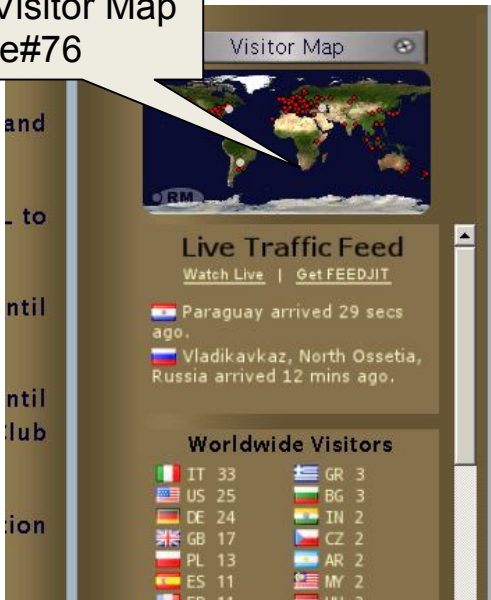 Visitor Map
e#76
Visitor Map
and
to
ntil
ntil
lub
ion
RM
Live Traffic Feed
Watch Live | Get FEEDJIT
Paraguay arrived 29 secs
ago.
Vladikavkaz, North Ossetia,
Russia arrived 12 mins ago.
Worldwide Visitors
IT 33 GR 3
US 25 BG 3
DE 24 IN 2
GB 17 CZ 2
PL 13 AR 2
ES 11 MY 2